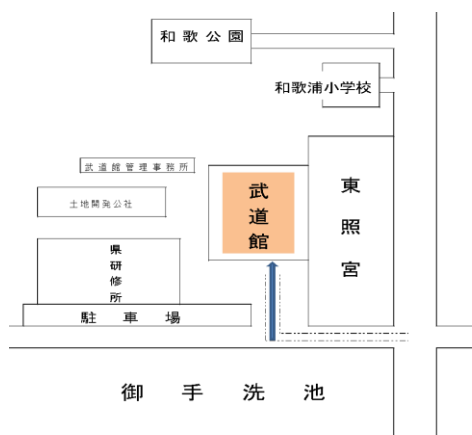 和歌公園
和歌浦小学校
武道館管理事務所
土地開発公社
武道館
東照宮
県研修所
駐車場
御手洗池